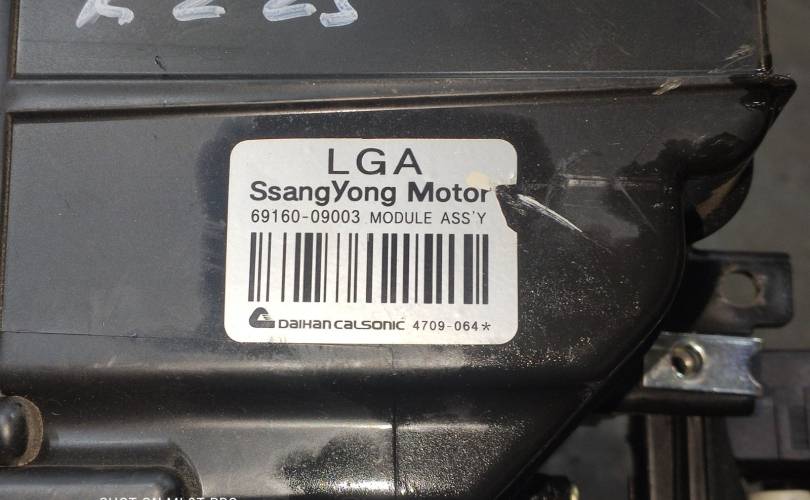 LGA
SsangYong Motor
69160-09003 MODULE ASS'Y
DAIHAN CALSONIC 4709-064*